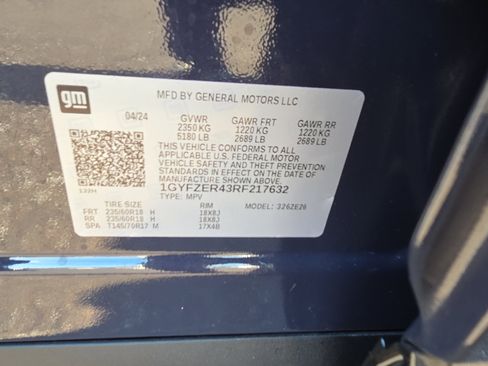 gm
MFD BY GENERAL MOTORS LLC
04/24 GVWR GAWR FRT GAWR RR
2350 KG 1220 KG 1220 KG
5180 LB 2689 LB 2689 LB
THIS VEHICLE CONFORMS TO ALL
APPLICABLE U.S. FEDERAL MOTOR
VEHICLE SAFETY AND THEFT PREVENTION
STANDARDS IN EFFECT ON THE DATE OF
MANUFACTURE SHOWN ABOVE.
1GYFZER43RF217632
TYPE: MPV MODEL: 326ZE26
TIRE SIZE RIM
FRT 235/60R18 H 18X8J
RR 235/60R18 H 18X8J
SPA T145/70R17 M 17X4B